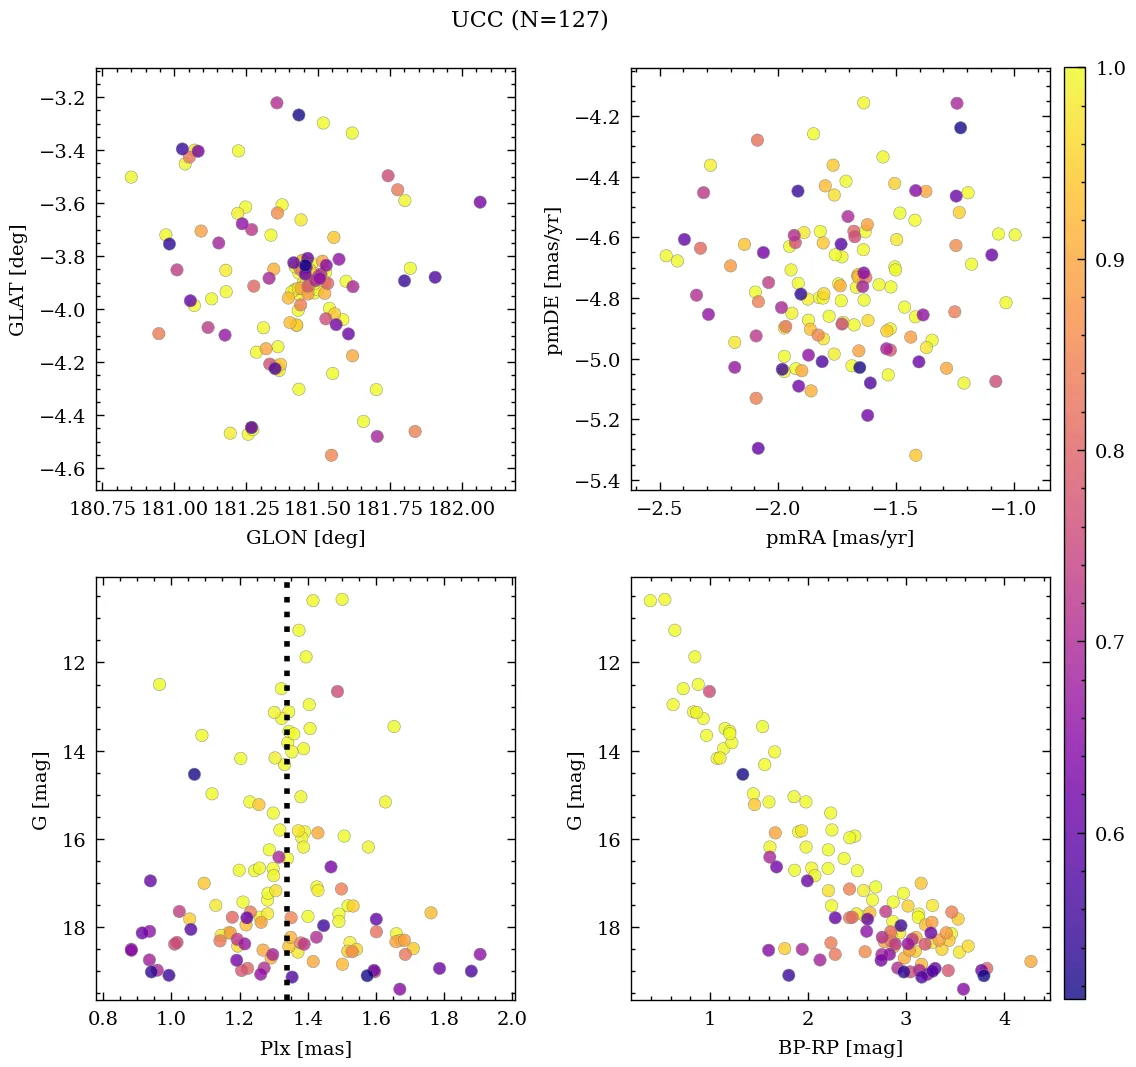 UCC (N=127)
−3.2
−3.4
−3.6
−3.8
−4.0
−4.2
−4.4
−4.6
GLAT [deg]
180.75 181.00 181.25 181.50 181.75 182.00
GLON [deg]
−4.2
−4.4
−4.6
−4.8
−5.0
−5.2
−5.4
pmDE [mas/yr]
−2.5 −2.0 −1.5 −1.0
pmRA [mas/yr]
1.0
0.9
0.8
0.7
0.6
12
14
16
18
G [mag]
0.8 1.0 1.2 1.4 1.6 1.8 2.0
Plx [mas]
12
14
16
18
G [mag]
1 2 3 4
BP-RP [mag]